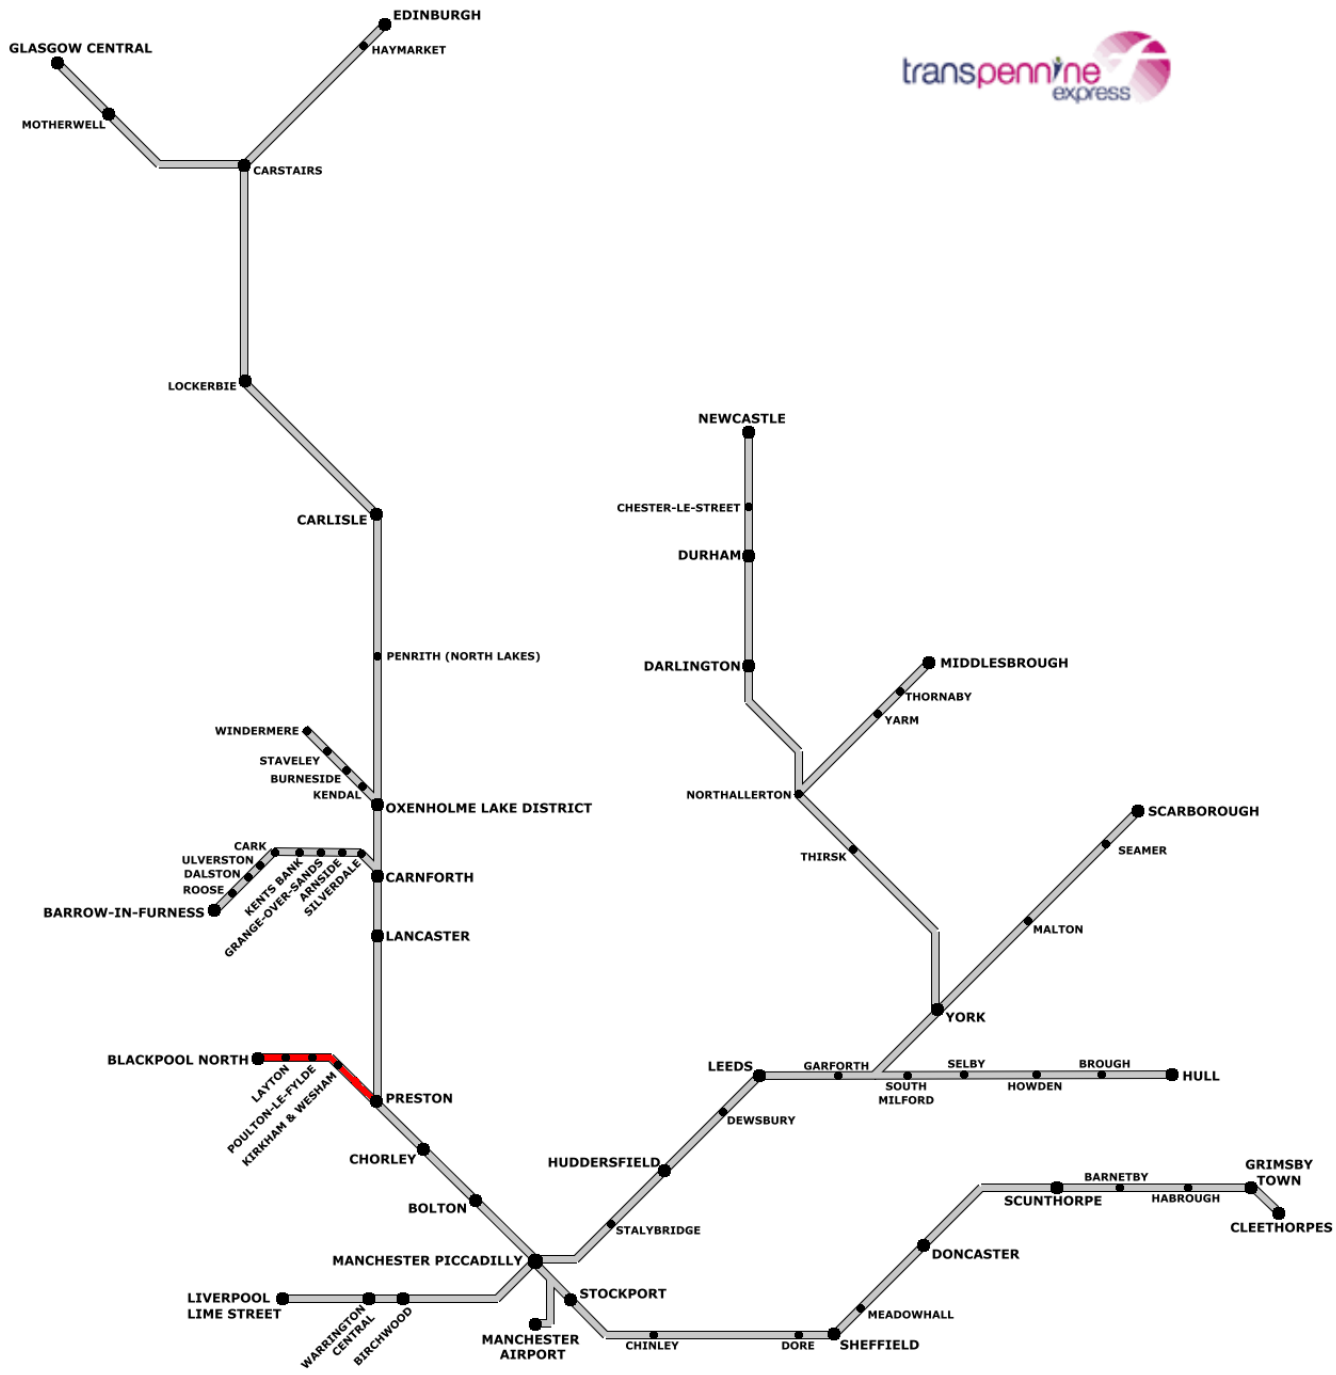 EDINBURGH
HAYMARKET
GLASGOW CENTRAL
MOTHERWELL
CARSTAIRS
transpennine
express
LOCKERBIE
CARLISLE
PENRITH (NORTH LAKES)
WINDERMERE
STAVELEY
BURNESIDE
KENDAL
OXENHOLME LAKE DISTRICT
CARK
ULVERSTON
DALSTON
ROOSE
BARROW-IN-FURNESS
KENTS BANK
GRANGE-OVER-SANDS
ARNSIDE
SILVERDALE
CARNFORTH
LANCASTER
BLACKPOOL NORTH
LAYTON
POULTON-LE-FYLDE
KIRKHAM & WESHAM
PRESTON
CHORLEY
BOLTON
MANCHESTER PICCADILLY
LIVERPOOL
LIME STREET
WARRINGTON
CENTRAL
BIRCHWOOD
MANCHESTER
AIRPORT
STOCKPORT
CHINLEY
DORE
SHEFFIELD
MEADOWHALL
DONCASTER
SCUNTHORPE
BARNETBY
HABROUGH
GRIMSBY
TOWN
CLEETHORPES
NEWCASTLE
CHESTER-LE-STREET
DURHAM
DARLINGTON
MIDDLESBROUGH
THORNABY
YARM
NORTHALLERTON
THIRSK
SCARBOROUGH
SEAMER
MALTON
YORK
LEEDS
GARFORTH
SOUTH
MILFORD
SELBY
HOWDEN
BROUGH
HULL
DEWSBURY
HUDDERSFIELD
STALYBRIDGE